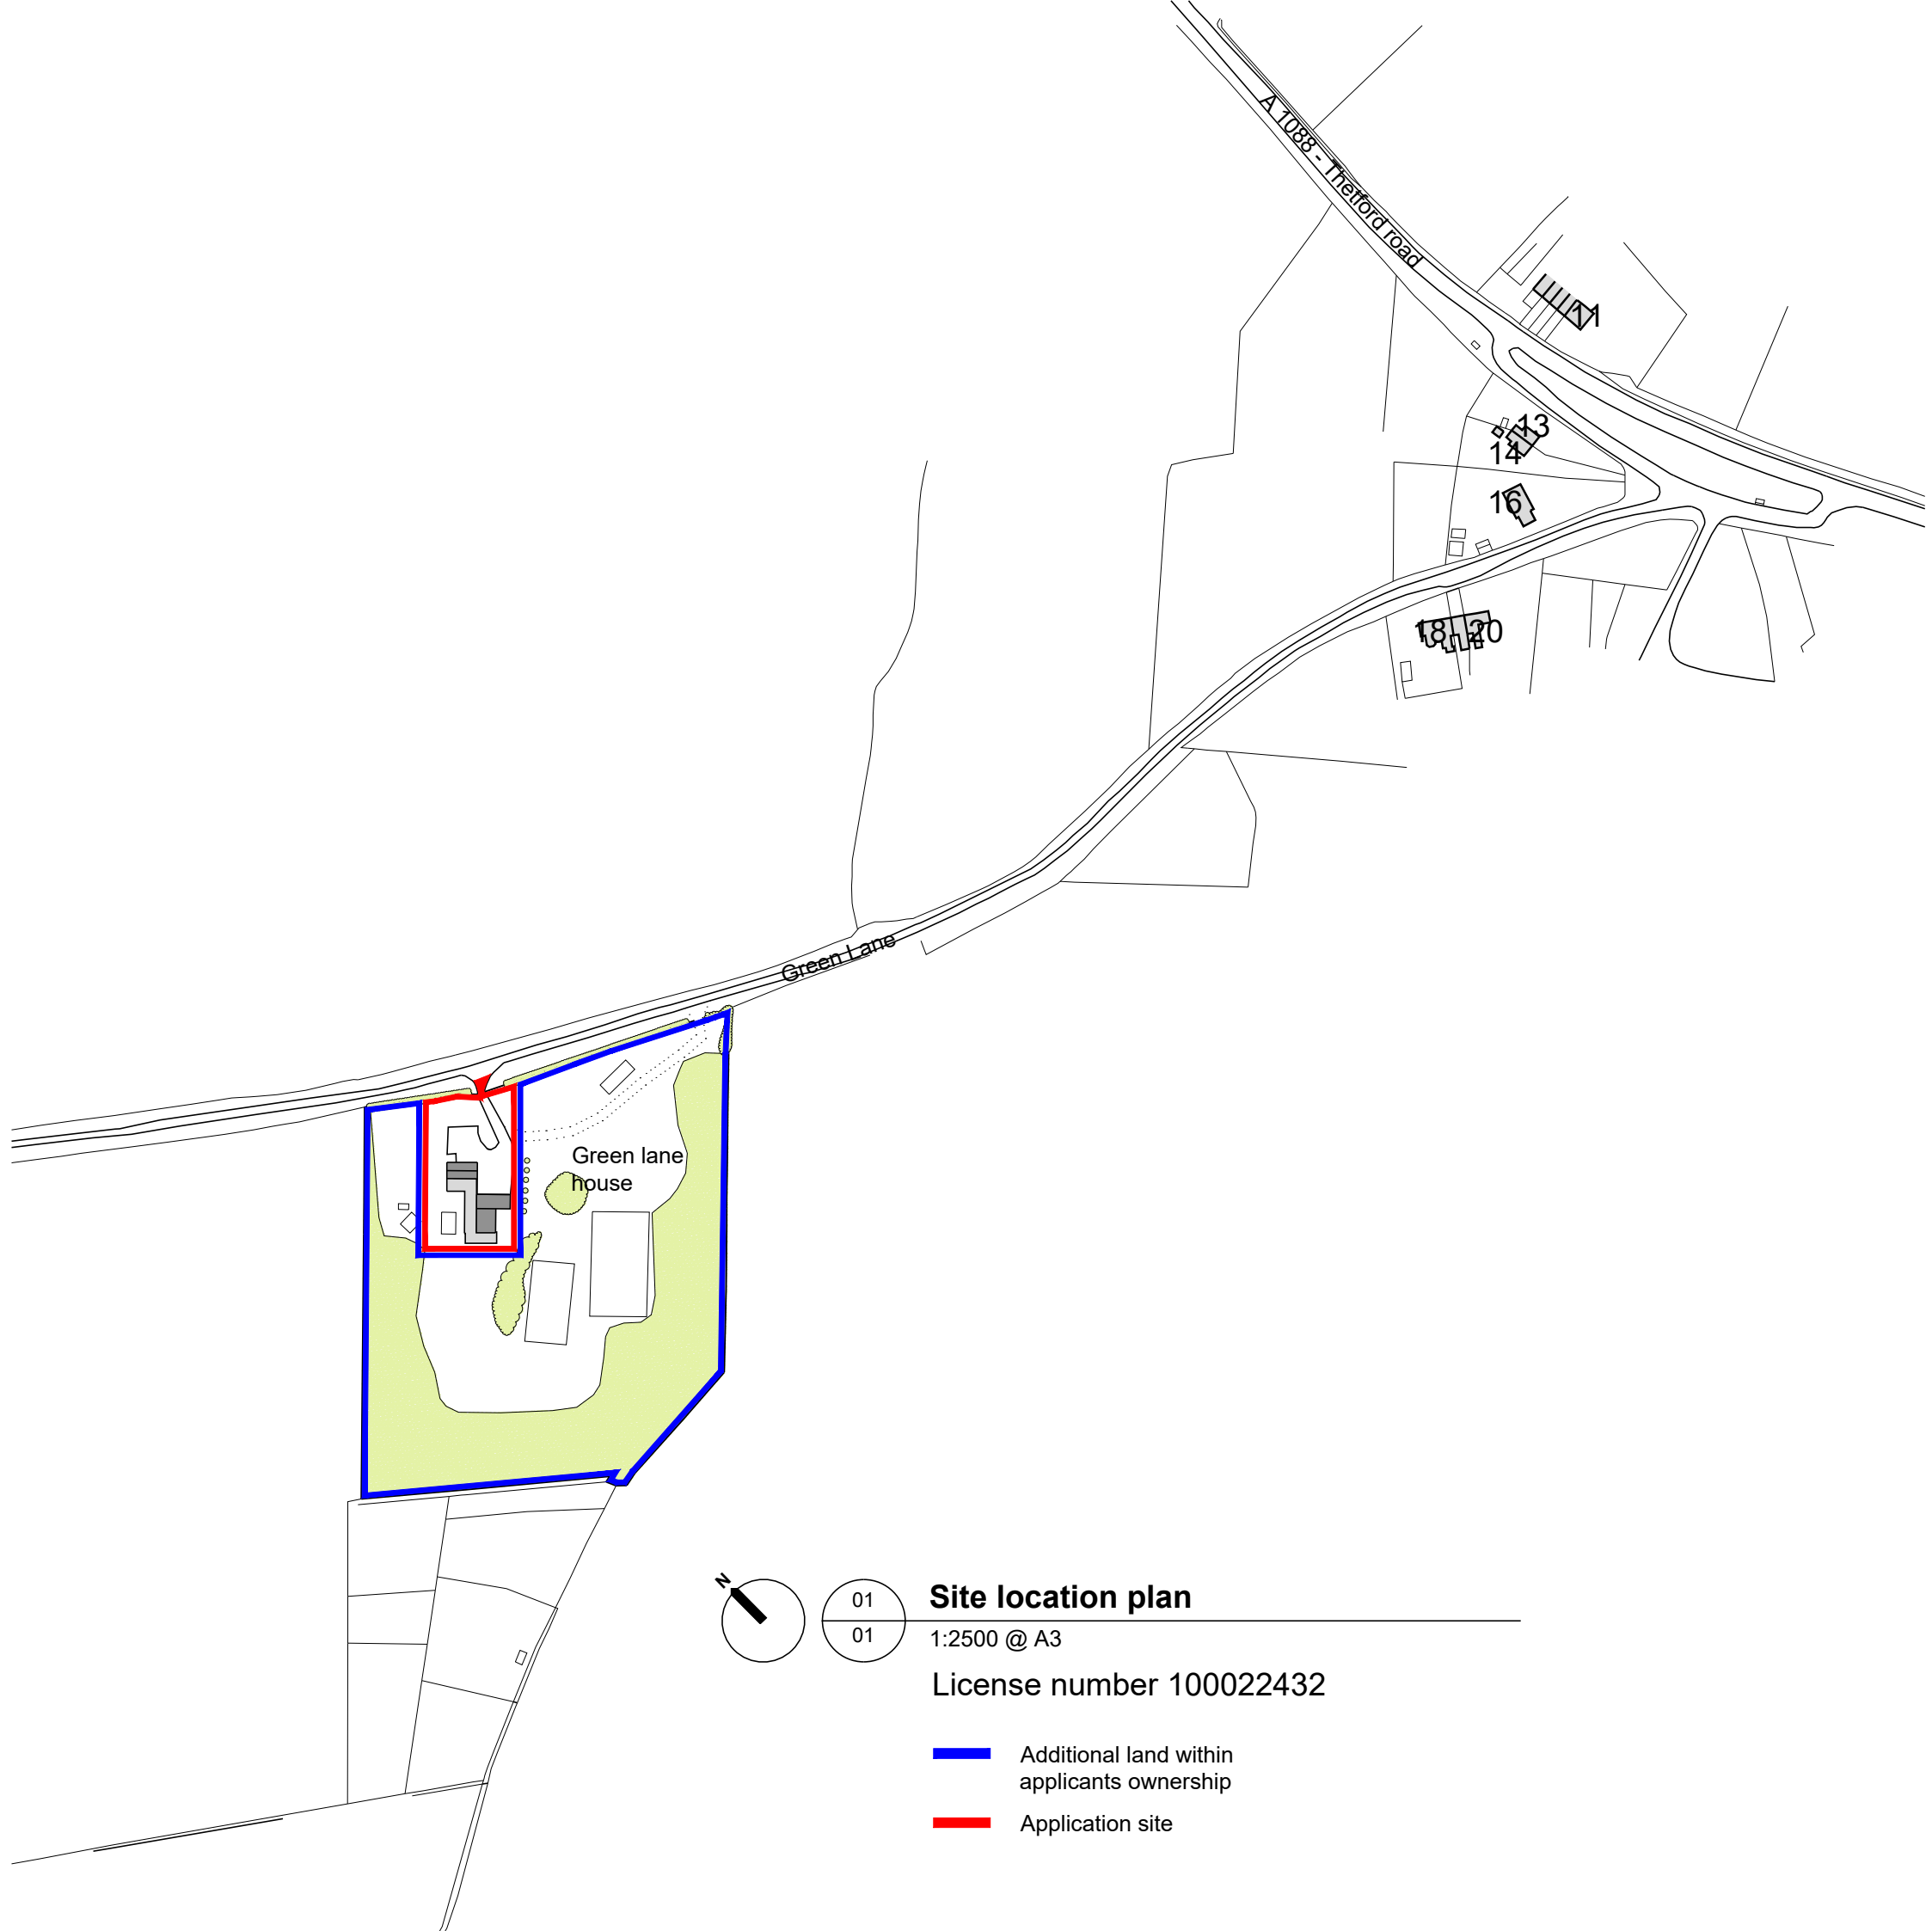 A 1088 - Thetford road
11
13
14
16
18
20
Green Lane
Green lane
house
N
01
01
Site location plan
1:2500 @ A3
License number 100022432
Additional land within
applicants ownership
Application site